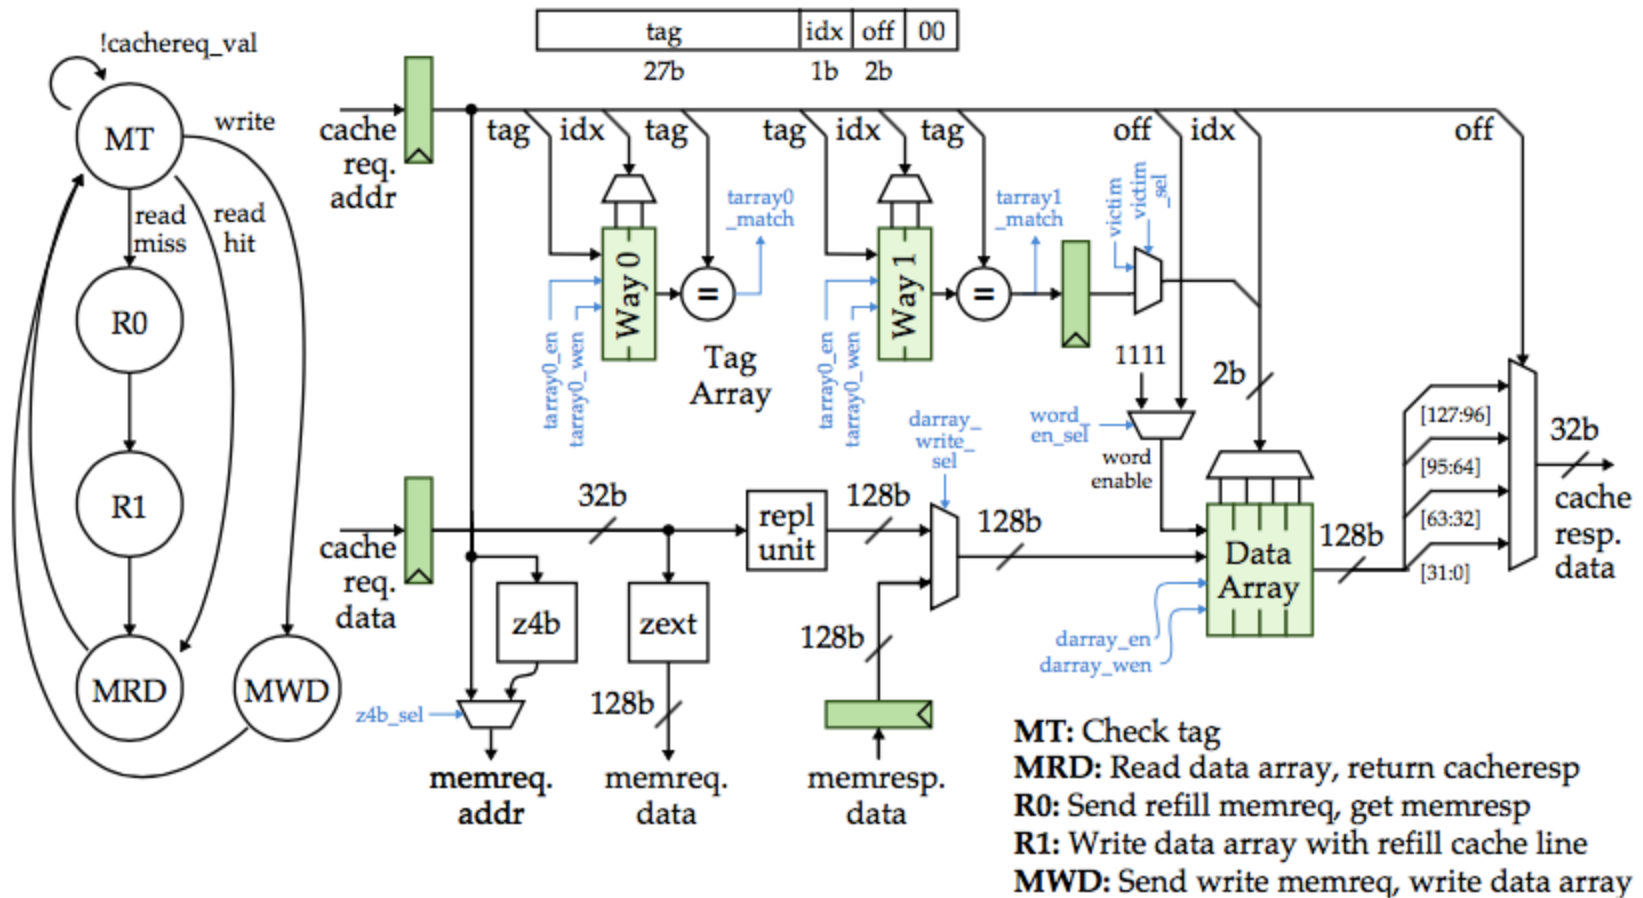 !cachereq_val
MT
write
read
miss
read
hit
R0
R1
MRD
MWD
tag
idx
off
00
27b
1b
2b
cache
req.
addr
tag
idx
tag
tag
idx
tag
off
idx
off
tarray0
_match
tarray1
_match
victim
victim
_sel
Way 0
Way 1
=
=
tarray0_en
tarray0_wen
tarray0_en
tarray0_wen
Tag
Array
1111
2b
word_
en_sel
word
enable
darray_
write_
sel
[127:96]
[95:64]
[63:32]
[31:0]
32b
cache
resp.
data
cache
req.
data
32b
repl
unit
128b
128b
Data
Array
128b
z4b
zext
128b
darray_en
darray_wen
z4b_sel
128b
memreq.
addr
memreq.
data
memresp.
data
MT: Check tag
MRD: Read data array, return cacheresp
R0: Send refill memreq, get memresp
R1: Write data array with refill cache line
MWD: Send write memreq, write data array